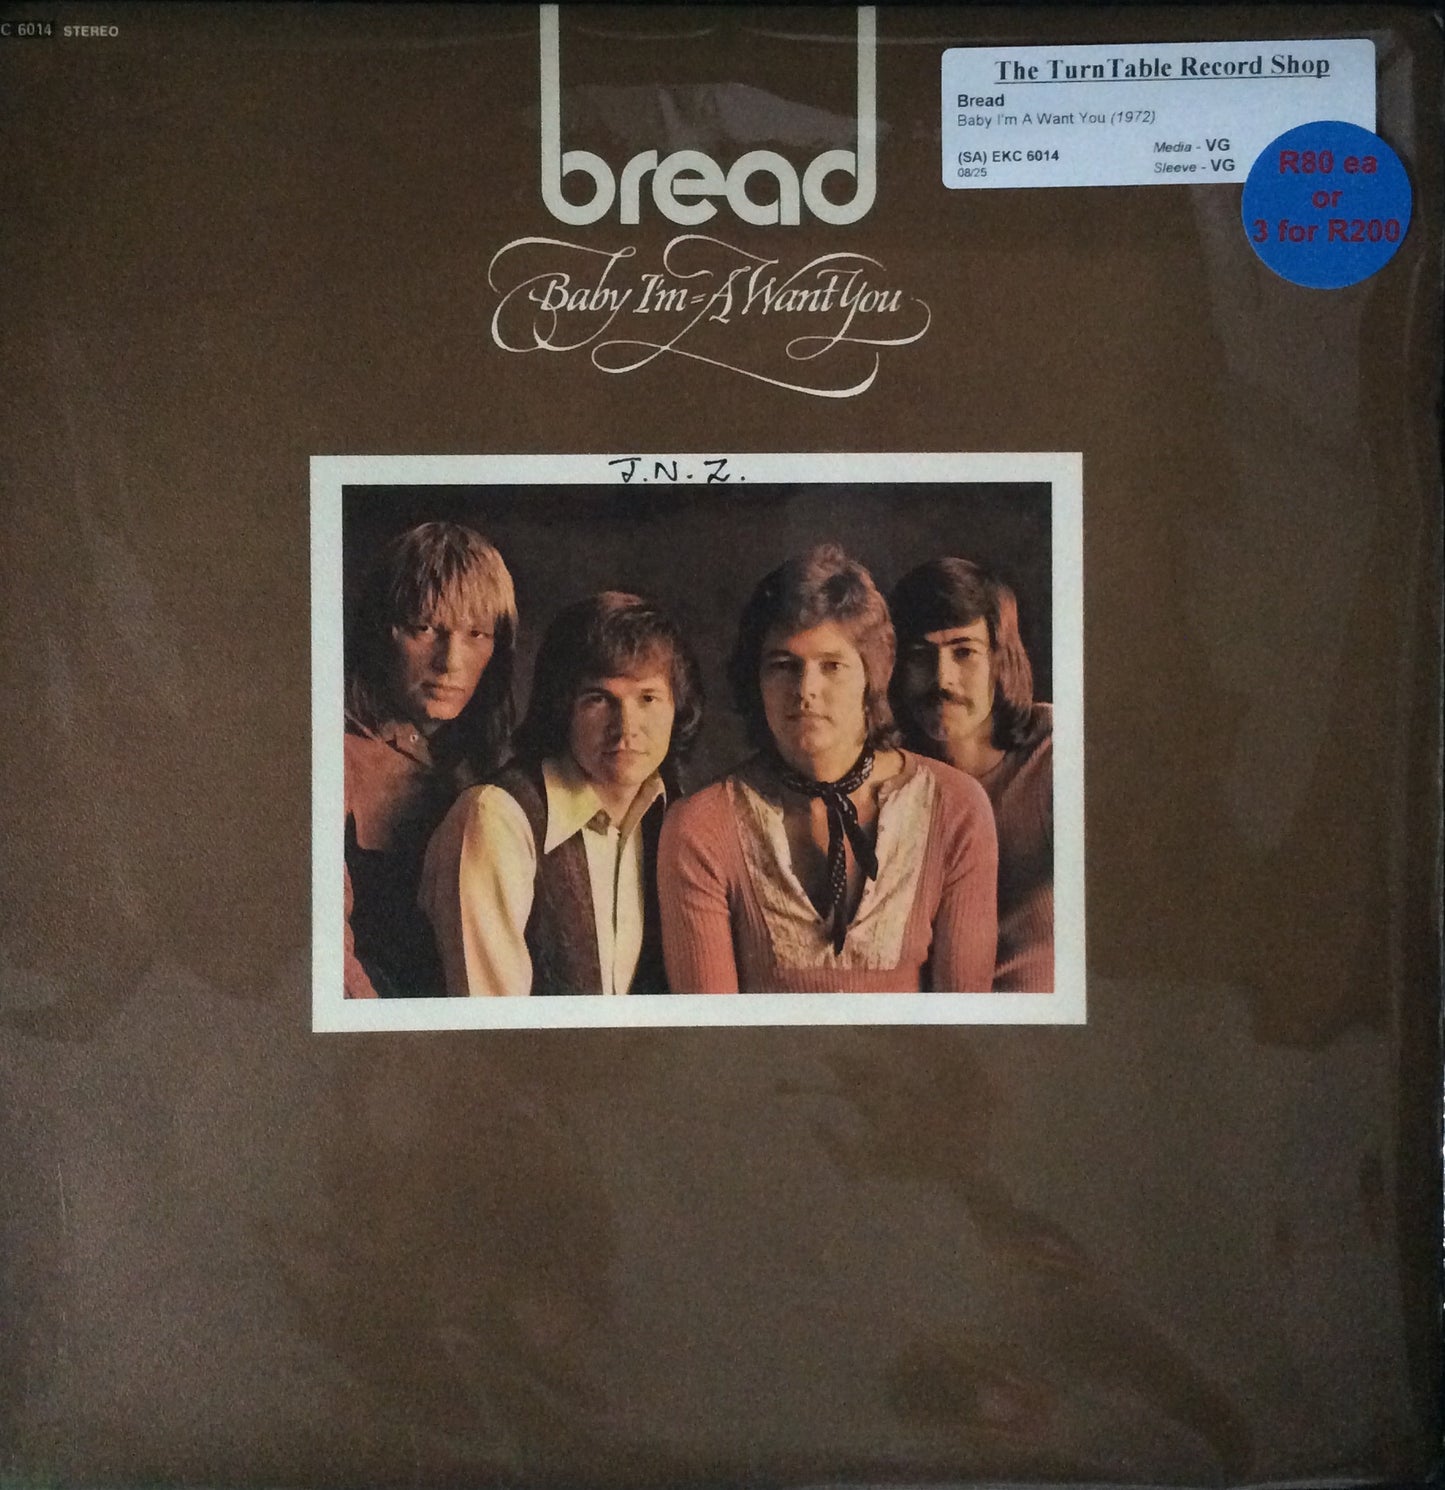 C 6014 STEREO
bread
Baby I'm-A Want You
The TurnTable Record Shop
Bread
Baby I'm A Want You (1972)
(SA) EKC 6014
08/25
Media - VG
Sleeve - VG
R80 ea
or
3 for R200
J.N.Z.